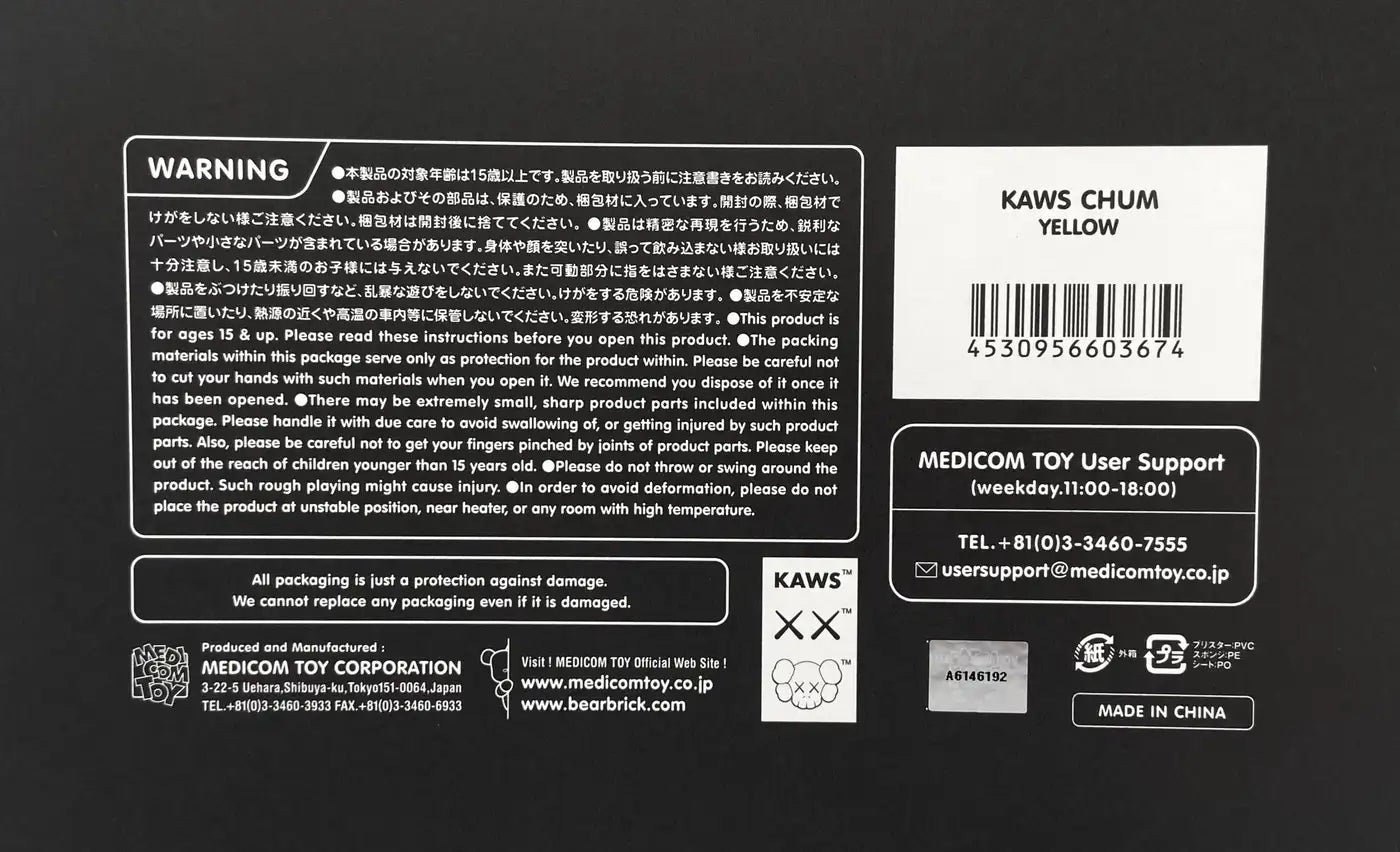 WARNING
●本製品の対象年齢は15歳以上です。製品を取り扱う前に注意書きをお読みください。
●製品およびその部品は、保護のため、梱包材に入っています。開封の際、梱包材で
けがをしない様ご注意ください。梱包材は開封後に捨ててください。 ●製品は精密な再現を行うため、鋭利な
パーツや小さなパーツが含まれている場合があります。身体や顔を突いたり、誤って飲み込まない様お取り扱いには
十分注意し、15歳未満のお子様には与えないでください。また可動部分に指をはさまない様ご注意ください。
●製品をぶつけたり振り回すなど、乱暴な遊びをしないでください。けがをする危険があります。 ●製品を不安定な
場所に置いたり、熱源の近くや高温の車内等に保管しないでください。変形する恐れがあります。 ●This product is
for ages 15 & up. Please read these instructions before you open this product. ●The packing
materials within this package serve only as protection for the product within. Please be careful not
to cut your hands with such materials when you open it. We recommend you dispose of it once it
has been opened. ●There may be extremely small, sharp product parts included within this
package. Please handle it with due care to avoid swallowing of, or getting injured by such product
parts. Also, please be careful not to get your fingers pinched by joints of product parts. Please keep
out of the reach of children younger than 15 years old. ●Please do not throw or swing around the
product. Such rough playing might cause injury. ●In order to avoid deformation, please do not
place the product at unstable position, near heater, or any room with high temperature.
All packaging is just a protection against damage.
We cannot replace any packaging even if it is damaged.
MEDI
COM
TOY
Produced and Manufactured :
MEDICOM TOY CORPORATION
3-22-5 Uehara,Shibuya-ku,Tokyo151-0064,Japan
TEL.+81(0)3-3460-3933 FAX.+81(0)3-3460-6933
Visit ! MEDICOM TOY Official Web Site !
www.medicomtoy.co.jp
www.bearbrick.com
KAWS™
XX™
™
KAWS CHUM
YELLOW
4530956603674
MEDICOM TOY User Support
(weekday.11:00-18:00)
TEL.+81(0)3-3460-7555
usersupport@medicomtoy.co.jp
A6146192
紙 外箱
プラ
ブリスター:PVC
スポンジ:PE
シート:PO
MADE IN CHINA